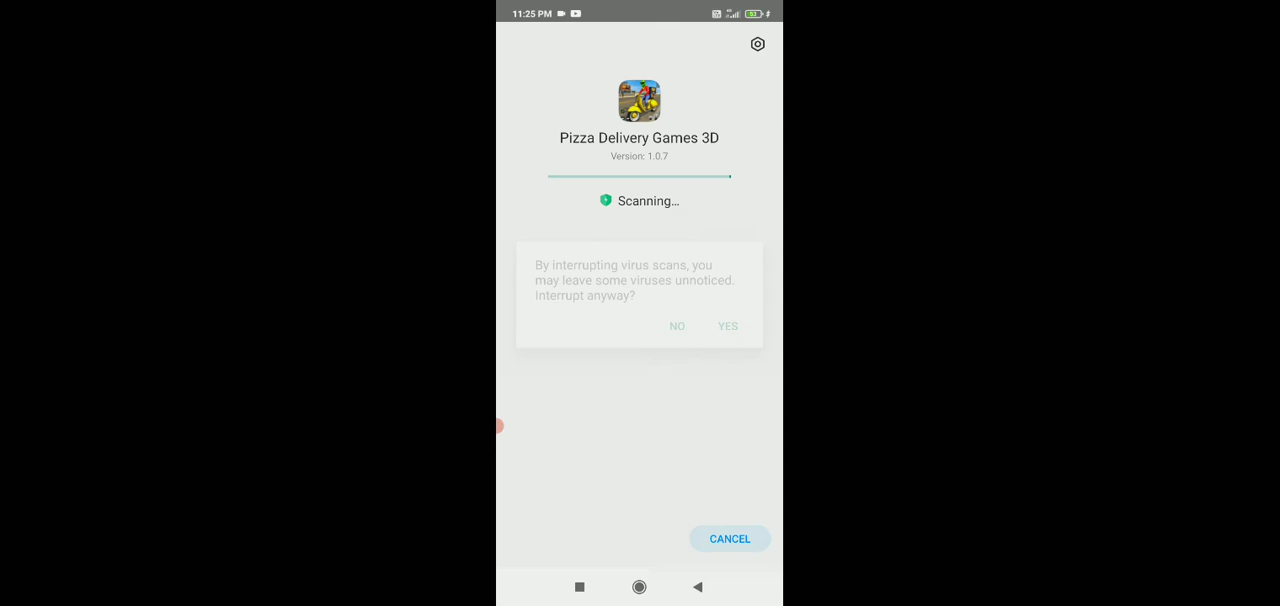 11:25 PM
53
Pizza Delivery Games 3D
Version: 1.0.7
Scanning...
By interrupting virus scans, you
may leave some viruses unnoticed.
Interrupt anyway?
NO YES
CANCEL